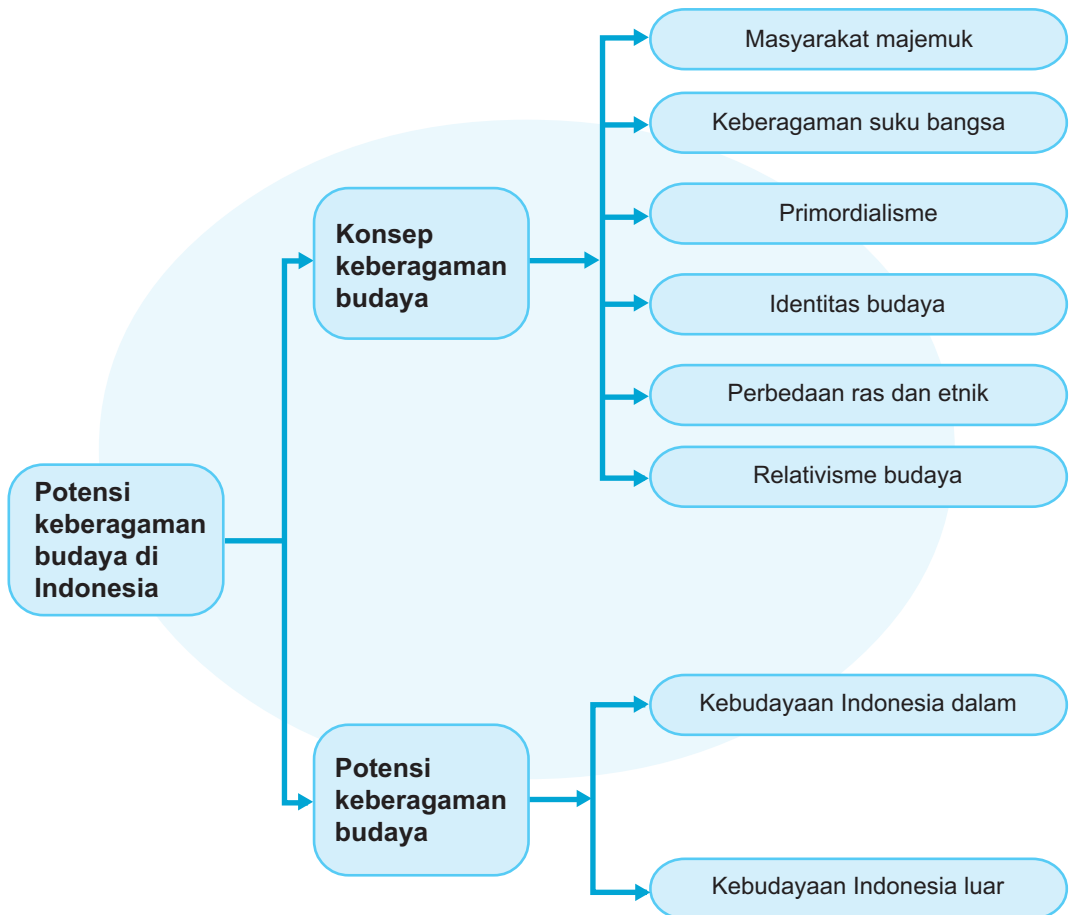 Potensi
keberagaman
budaya di
Indonesia
Konsep
keberagaman
budaya
Masyarakat majemuk
Keberagaman suku bangsa
Primordialisme
Identitas budaya
Perbedaan ras dan etnik
Relativisme budaya
Potensi
keberagaman
budaya
Kebudayaan Indonesia dalam
Kebudayaan Indonesia luar